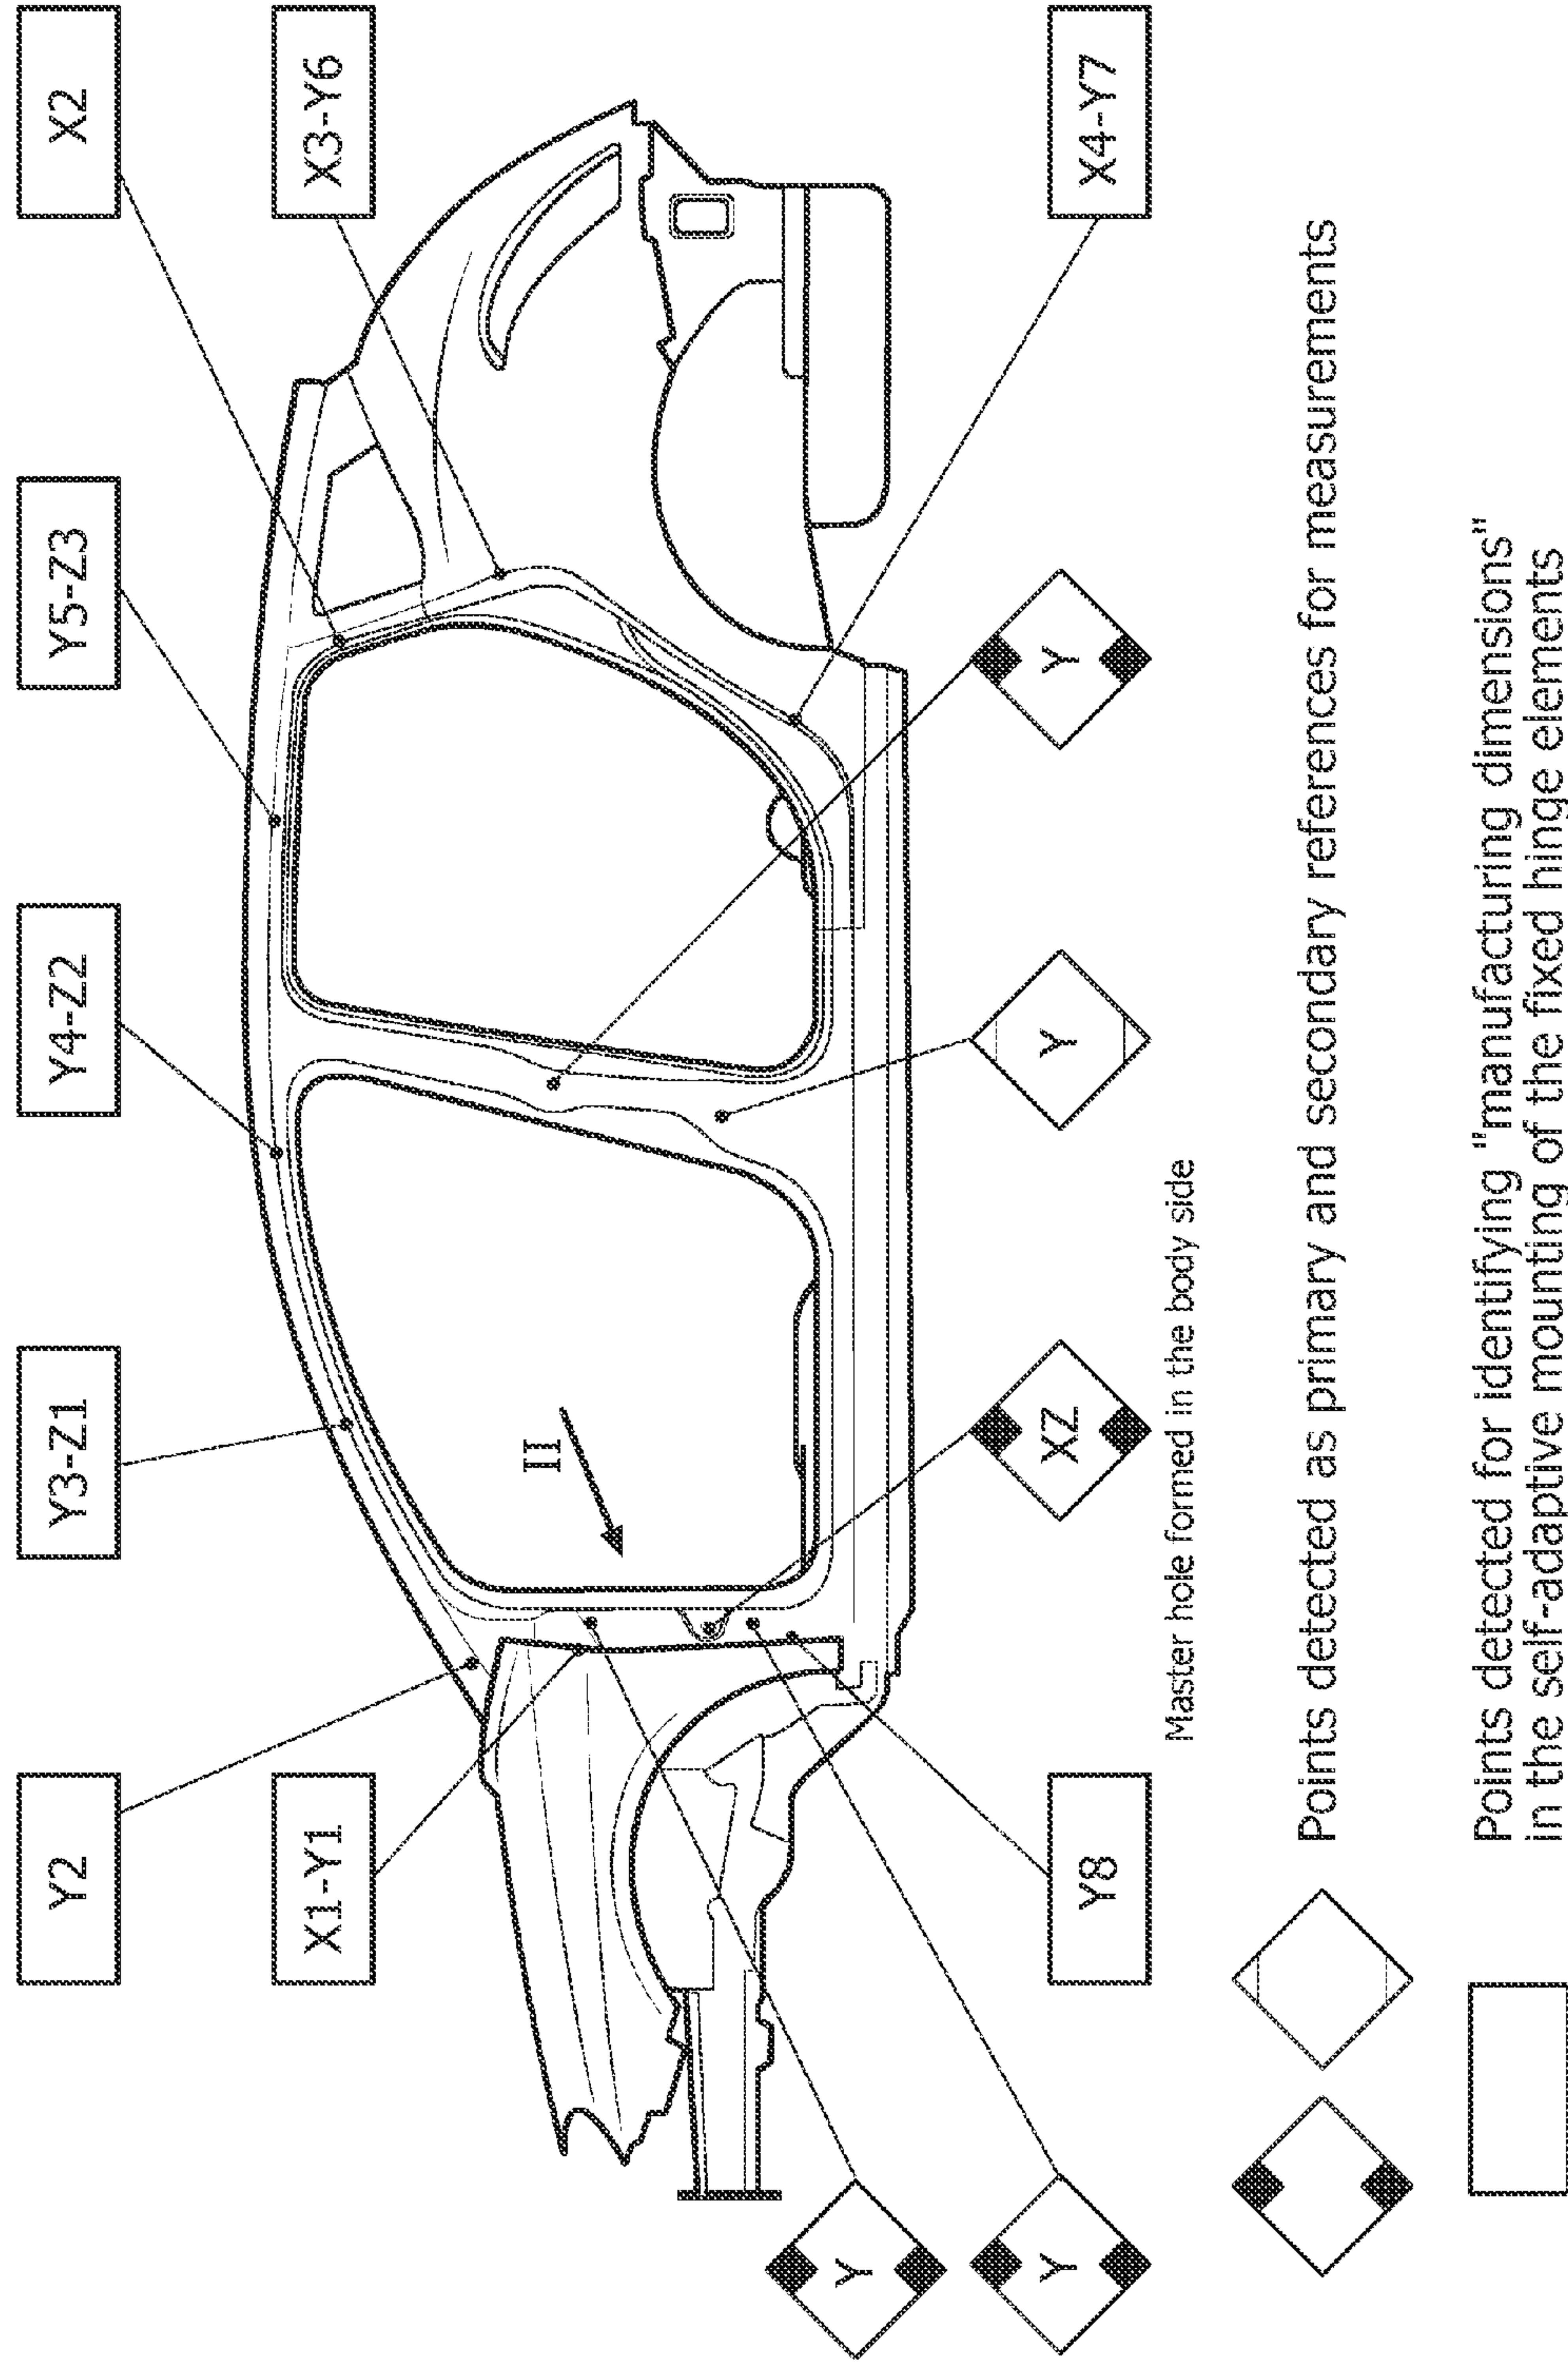 Y2
Y3-Z1
Y4-Z2
Y5-Z3
X2
X1-Y1
X3-Y6
II
Y
Y
Y8
XZ
Y
Y
X4-Y7
Master hole formed in the body side
Points detected as primary and secondary references for measurements
Points detected for identifying "manufacturing dimensions"
in the self-adaptive mounting of the fixed hinge elements